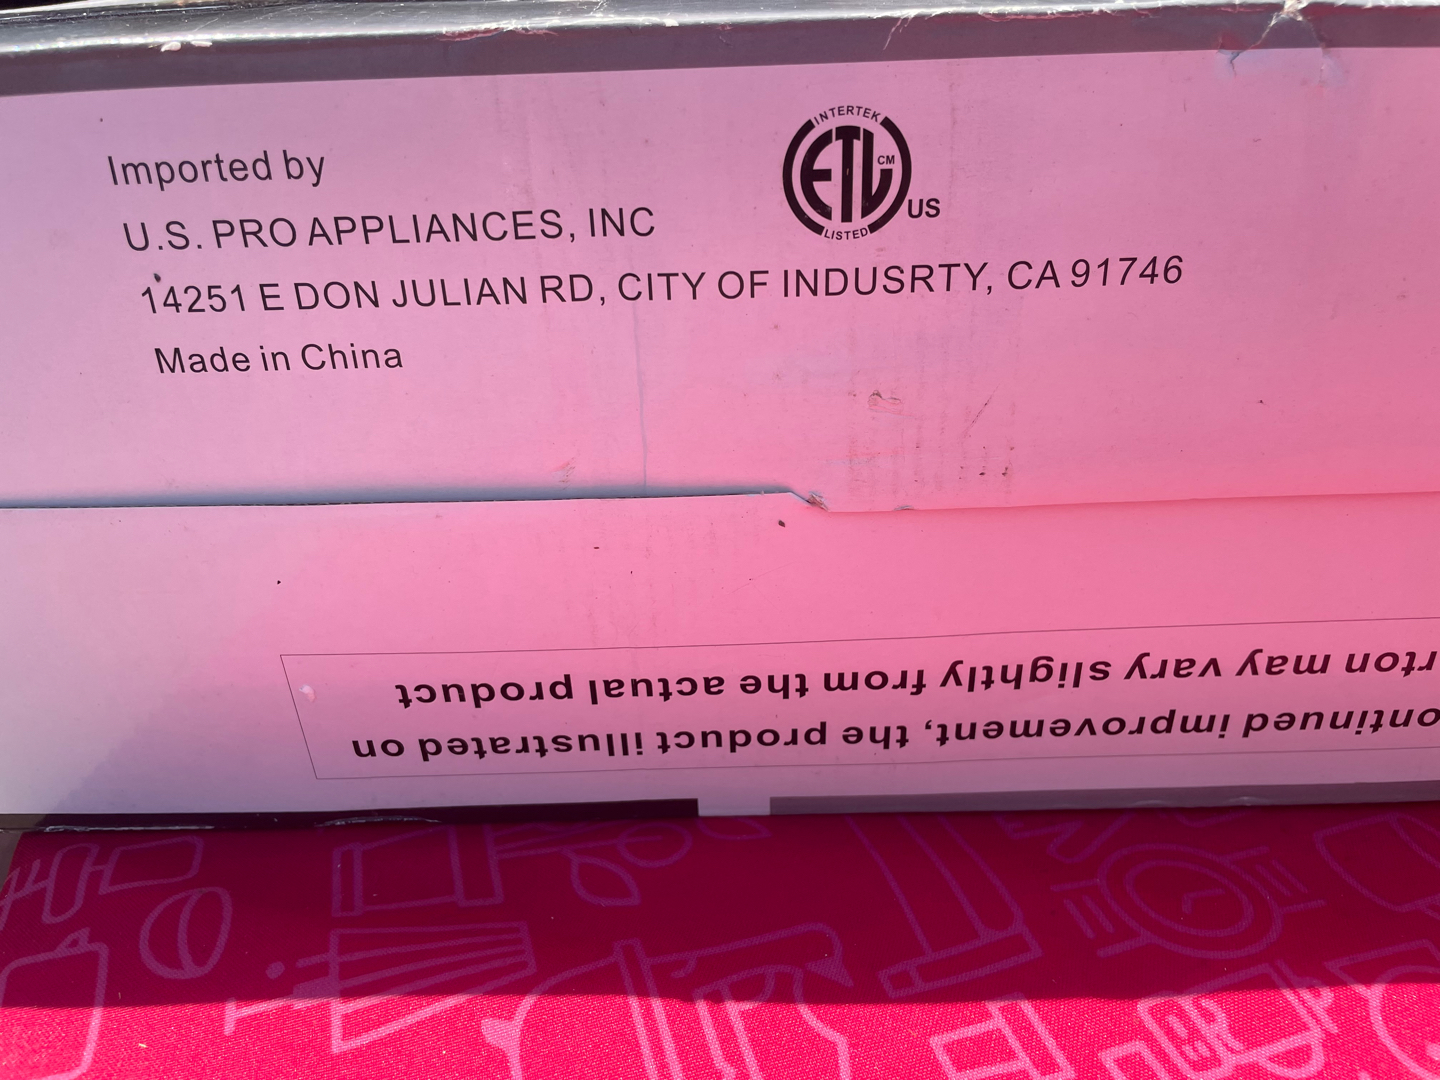 Imported by
U.S. PRO APPLIANCES, INC
14251 E DON JULIAN RD, CITY OF INDUSRTY, CA 91746
Made in China
INTERTEK
ETL CM
US
LISTED
ontinued improvement, the product illustrated on
rton may vary slightly from the actual product